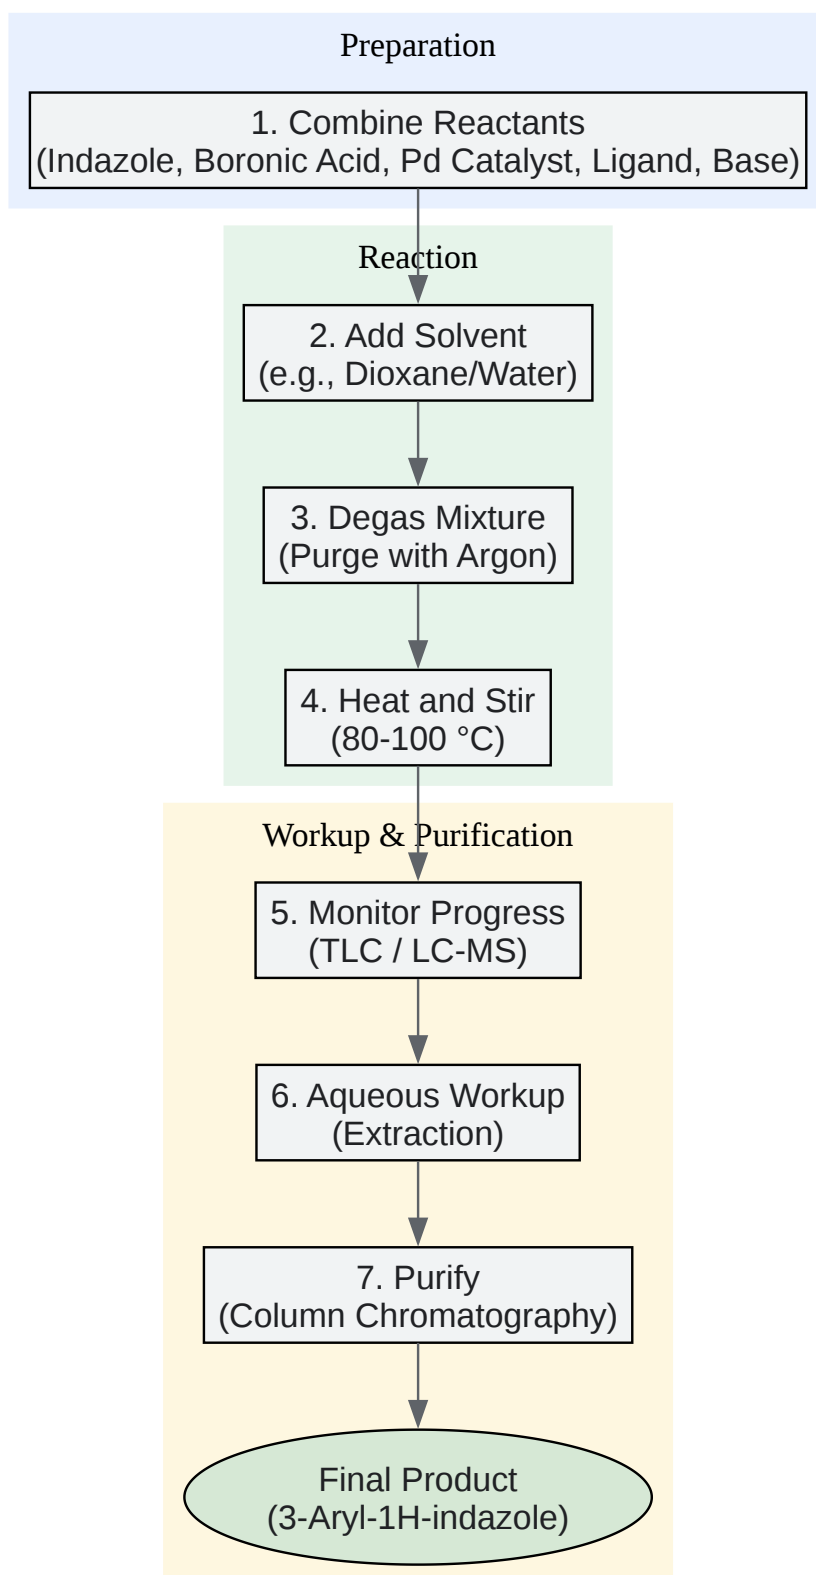 Preparation
1. Combine Reactants
(Indazole, Boronic Acid, Pd Catalyst, Ligand, Base)
Reaction
2. Add Solvent
(e.g., Dioxane/Water)
3. Degas Mixture
(Purge with Argon)
4. Heat and Stir
(80-100 °C)
Workup & Purification
5. Monitor Progress
(TLC / LC-MS)
6. Aqueous Workup
(Extraction)
7. Purify
(Column Chromatography)
Final Product
(3-Aryl-1H-indazole)